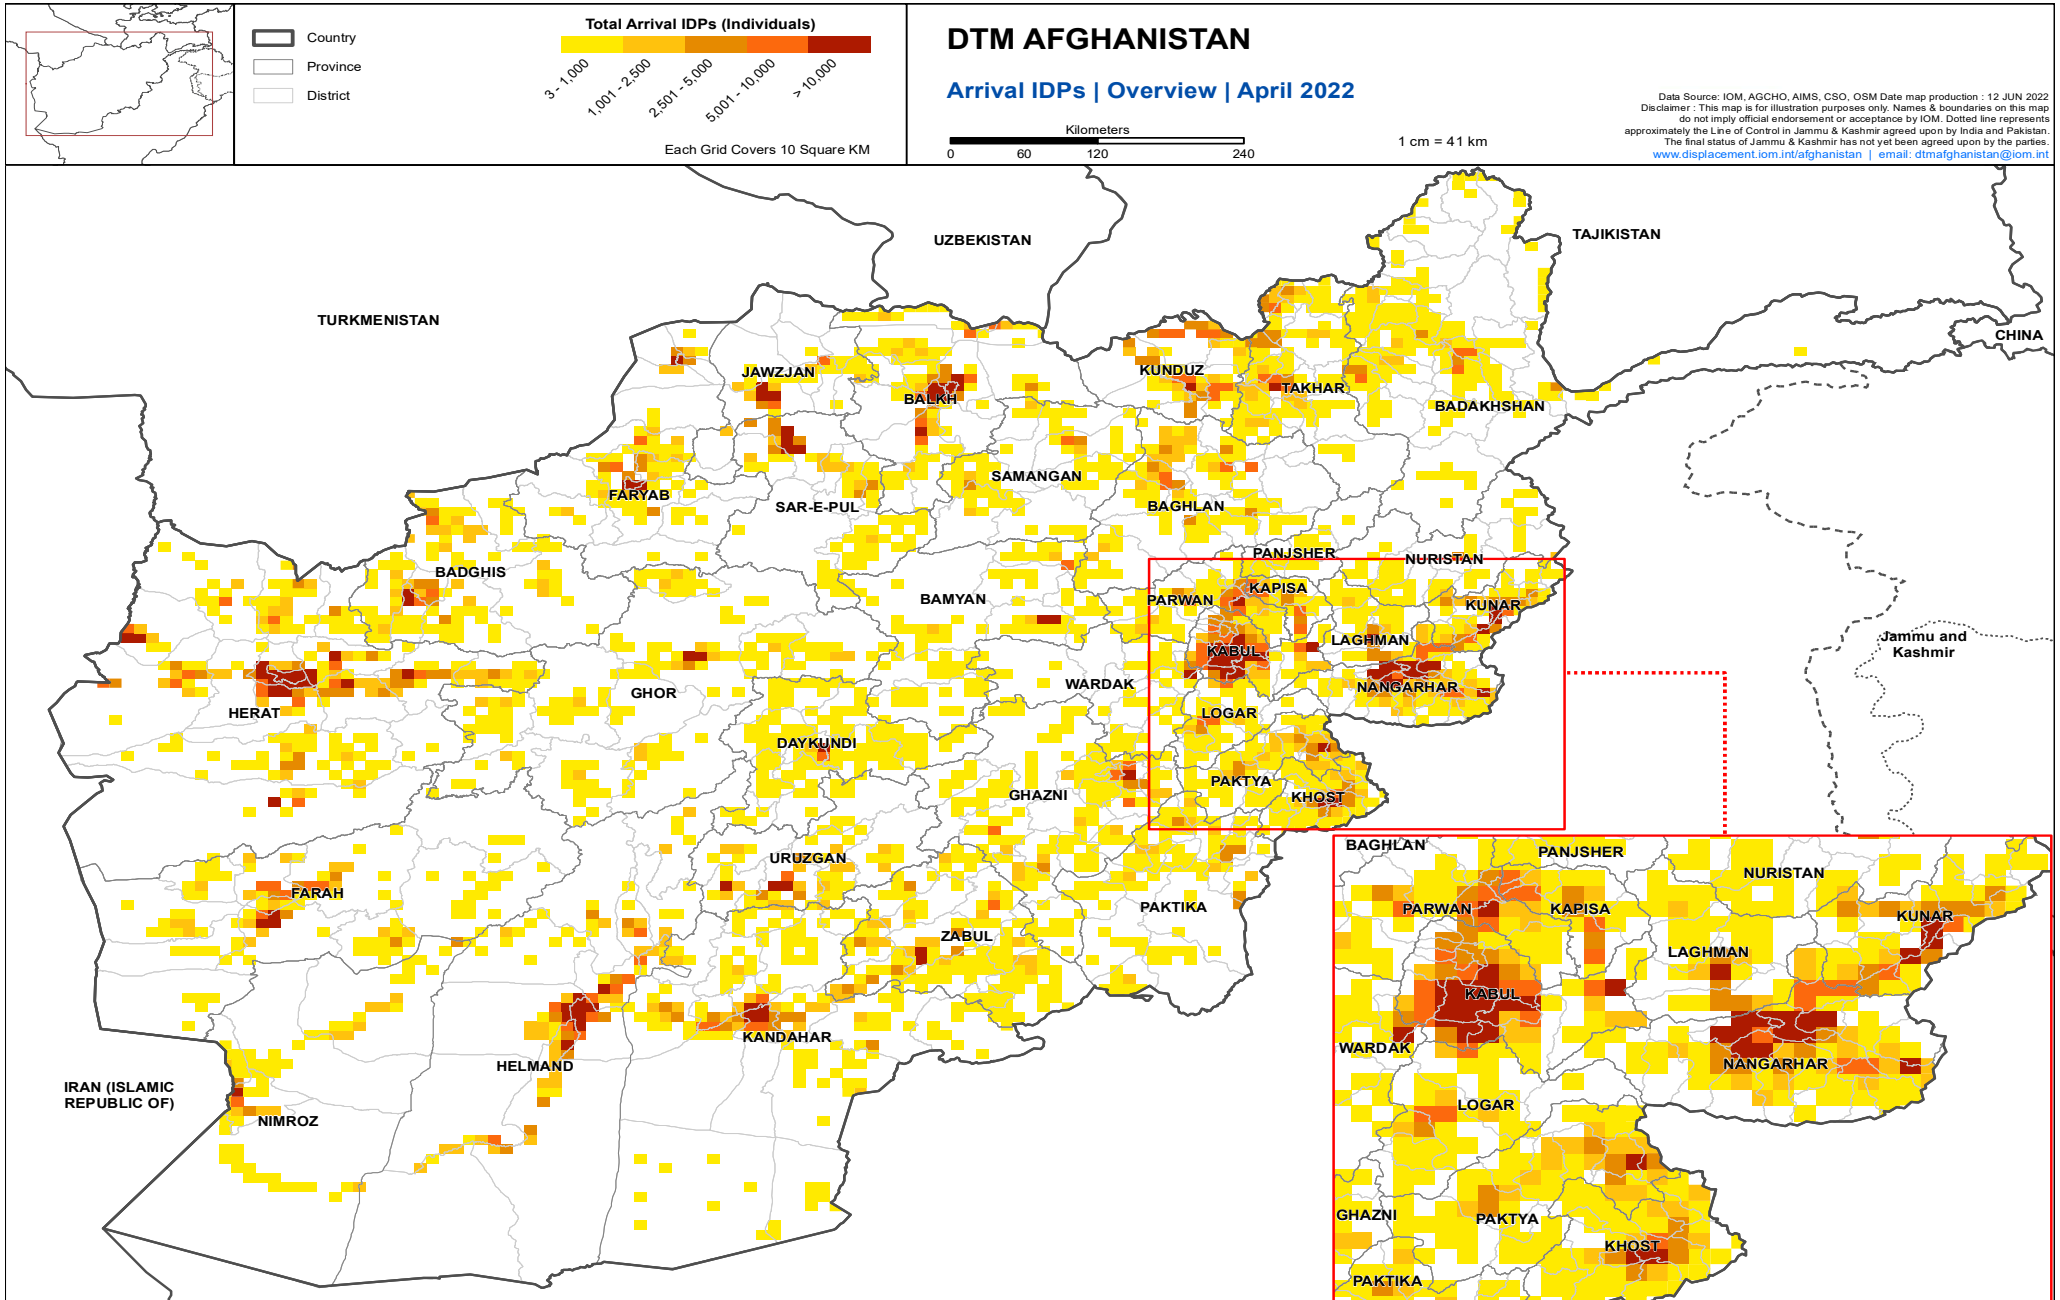 Country
Province
District
Total Arrival IDPs (Individuals)
3 - 1,000
1,001 - 2,500
2,501 - 5,000
5,001 - 10,000
> 10,000
Each Grid Covers 10 Square KM
DTM AFGHANISTAN
Arrival IDPs | Overview | April 2022
Kilometers
0 60 120 240
1 cm = 41 km
Data Source: IOM, AGCHO, AIMS, CSO, OSM Date map production : 12 JUN 2022
Disclaimer : This map is for illustration purposes only. Names & boundaries on this map
do not imply official endorsement or acceptance by IOM. Dotted line represents
approximately the Line of Control in Jammu & Kashmir agreed upon by India and Pakistan.
The final status of Jammu & Kashmir has not yet been agreed upon by the parties.
www.displacement.iom.int/afghanistan | email: dtmafghanistan@iom.int
UZBEKISTAN
TAJIKISTAN
TURKMENISTAN
CHINA
JAWZJAN
BALKH
KUNDUZ
TAKHAR
BADAKHSHAN
FARYAB
SAR-E-PUL
SAMANGAN
BAGHLAN
BADGHIS
PANJSHER
NURISTAN
BAMYAN
PARWAN
KAPISA
KUNAR
LAGHMAN
KABUL
Jammu and
Kashmir
HERAT
GHOR
WARDAK
NANGARHAR
LOGAR
DAYKUNDI
GHAZNI
PAKTYA
KHOST
URUZGAN
FARAH
PAKTIKA
ZABUL
KANDAHAR
HELMAND
IRAN (ISLAMIC
REPUBLIC OF)
NIMROZ
BAGHLAN
PANJSHER
NURISTAN
PARWAN
KAPISA
KUNAR
LAGHMAN
KABUL
WARDAK
NANGARHAR
LOGAR
GHAZNI
PAKTYA
KHOST
PAKTIKA